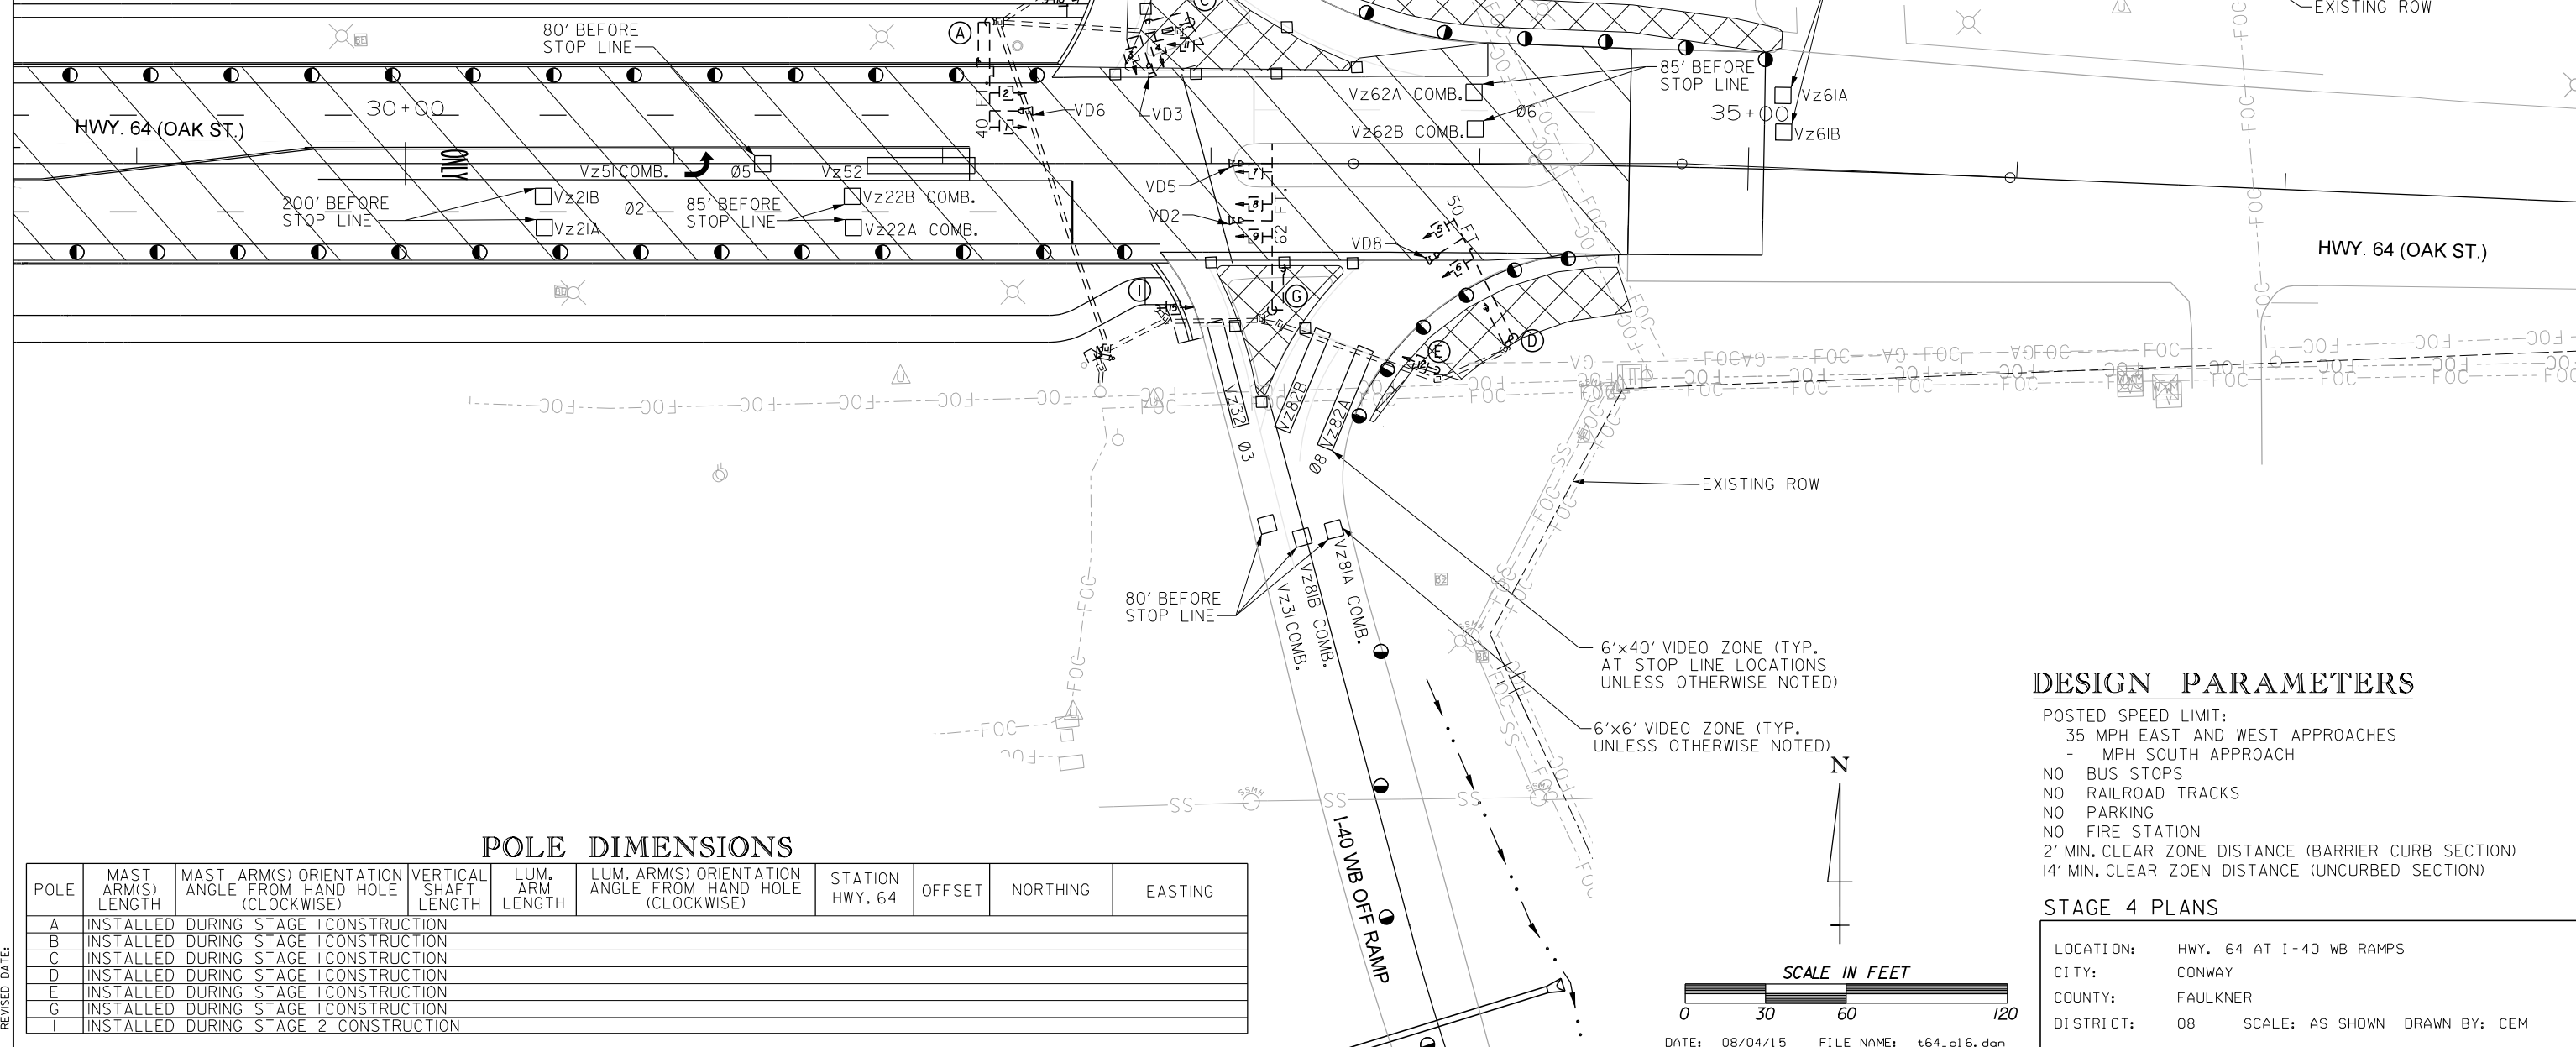 EXISTING ROW
80' BEFORE
STOP LINE
A
C
85' BEFORE
STOP LINE
40 FT.
2
1
VD6
VD3
Vz62A COMB.
Vz62B COMB.
Ø6
Vz61A
Vz61B
30+00
35+00
HWY. 64 (OAK ST.)
ONLY
Vz51 COMB.
Ø5
Vz52
200' BEFORE
STOP LINE
Vz21B
Vz21A
Ø2
85' BEFORE
STOP LINE
Vz22B COMB.
Vz22A COMB.
VD5
VD2
7
8
9
62 FT.
50 FT.
5
6
VD8
HWY. 64 (OAK ST.)
I
G
E
D
FOC
GA
Vz32
Vz82B
Vz82A
Ø3
Ø8
EXISTING ROW
80' BEFORE
STOP LINE
Vz31 COMB.
Vz81B COMB.
Vz81A COMB.
6'x40' VIDEO ZONE (TYP.
AT STOP LINE LOCATIONS
UNLESS OTHERWISE NOTED)
6'x6' VIDEO ZONE (TYP.
UNLESS OTHERWISE NOTED)
SS
SSMH
I-40 WB OFF RAMP
N
SCALE IN FEET
0 30 60 120
DATE: 08/04/15 FILE NAME: t64_pl6.dgn
DESIGN PARAMETERS
POSTED SPEED LIMIT:
35 MPH EAST AND WEST APPROACHES
- MPH SOUTH APPROACH
NO BUS STOPS
NO RAILROAD TRACKS
NO PARKING
NO FIRE STATION
2' MIN. CLEAR ZONE DISTANCE (BARRIER CURB SECTION)
14' MIN. CLEAR ZOEN DISTANCE (UNCURBED SECTION)
STAGE 4 PLANS
LOCATION: HWY. 64 AT I-40 WB RAMPS
CITY: CONWAY
COUNTY: FAULKNER
DISTRICT: 08 SCALE: AS SHOWN DRAWN BY: CEM
POLE DIMENSIONS
POLE
MAST ARM(S) LENGTH
MAST ARM(S) ORIENTATION ANGLE FROM HAND HOLE (CLOCKWISE)
VERTICAL SHAFT LENGTH
LUM. ARM LENGTH
LUM. ARM(S) ORIENTATION ANGLE FROM HAND HOLE (CLOCKWISE)
STATION HWY. 64
OFFSET
NORTHING
EASTING
A INSTALLED DURING STAGE 1 CONSTRUCTION
B INSTALLED DURING STAGE 1 CONSTRUCTION
C INSTALLED DURING STAGE 1 CONSTRUCTION
D INSTALLED DURING STAGE 1 CONSTRUCTION
E INSTALLED DURING STAGE 1 CONSTRUCTION
G INSTALLED DURING STAGE 1 CONSTRUCTION
I INSTALLED DURING STAGE 2 CONSTRUCTION
REVISED DATE: